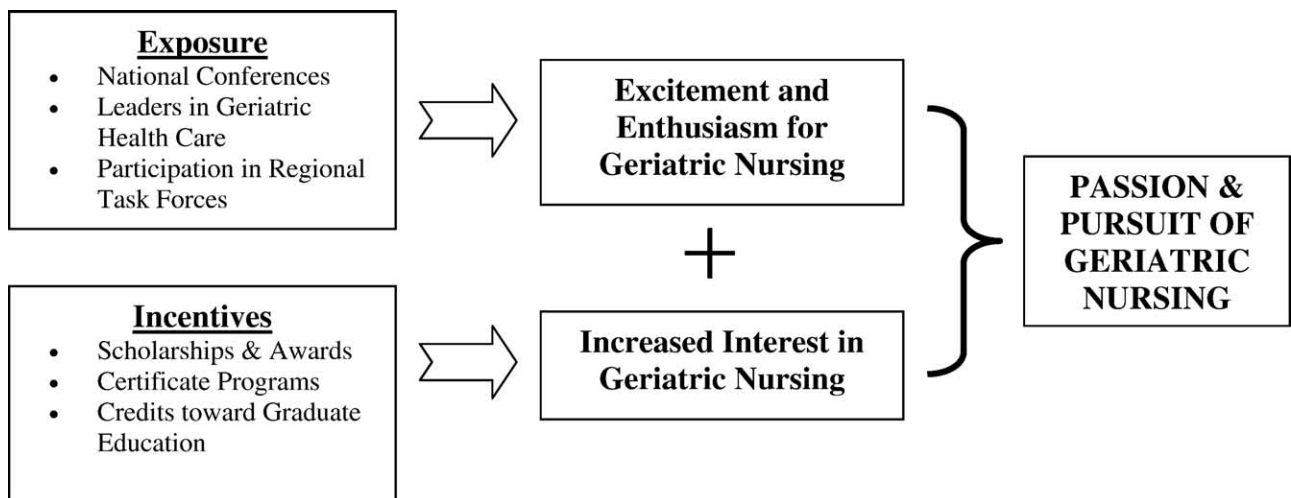 Exposure
• National Conferences
• Leaders in Geriatric
Health Care
• Participation in Regional
Task Forces
Excitement and
Enthusiasm for
Geriatric Nursing
+
Incentives
• Scholarships & Awards
• Certificate Programs
• Credits toward Graduate
Education
Increased Interest in
Geriatric Nursing
PASSION &
PURSUIT OF
GERIATRIC
NURSING